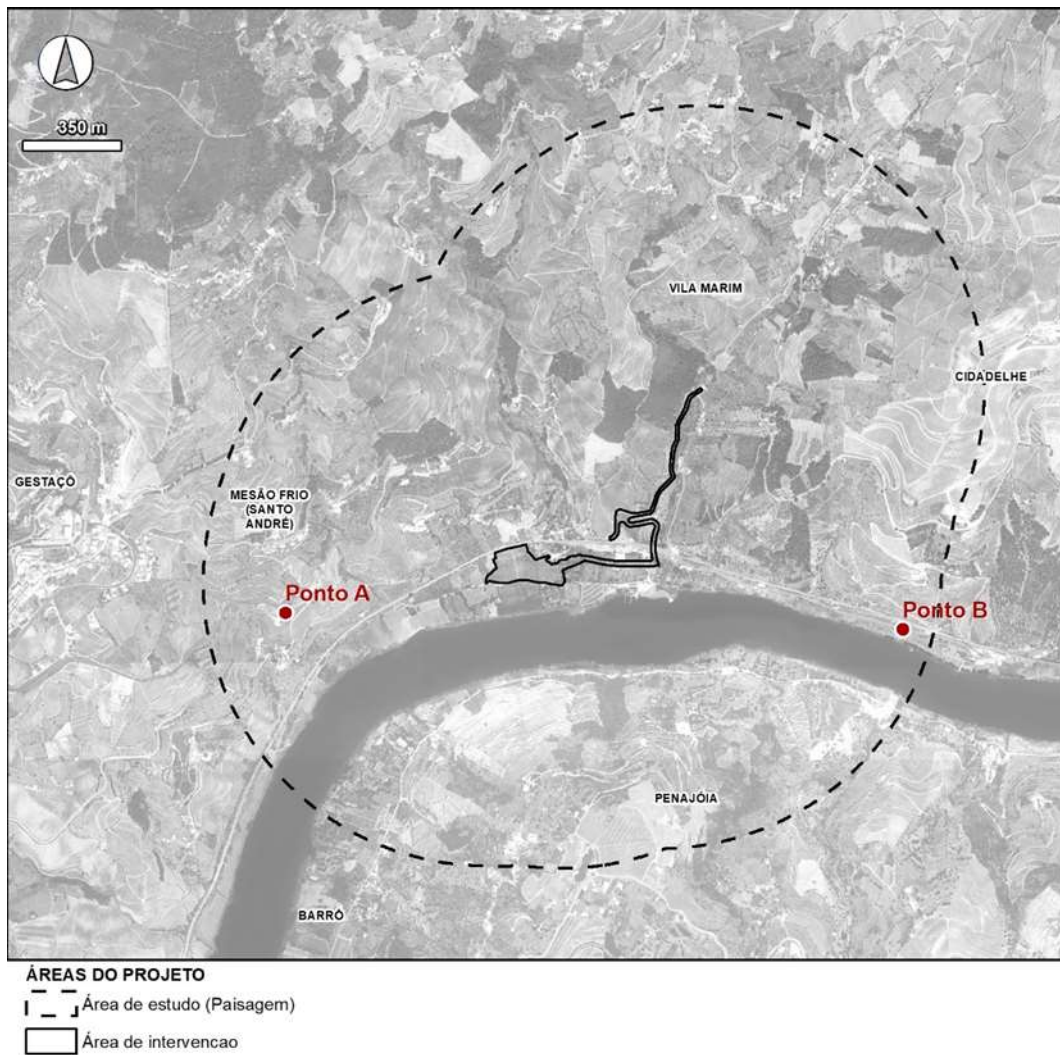 350 m
VILA MARIM
CIDADELHE
GESTAÇÔ
MESÃO FRIO
(SANTO
ANDRÉ)
Ponto A
Ponto B
PENAJÓIA
BARRÔ
ÁREAS DO PROJETO
Área de estudo (Paisagem)
Área de intervencao